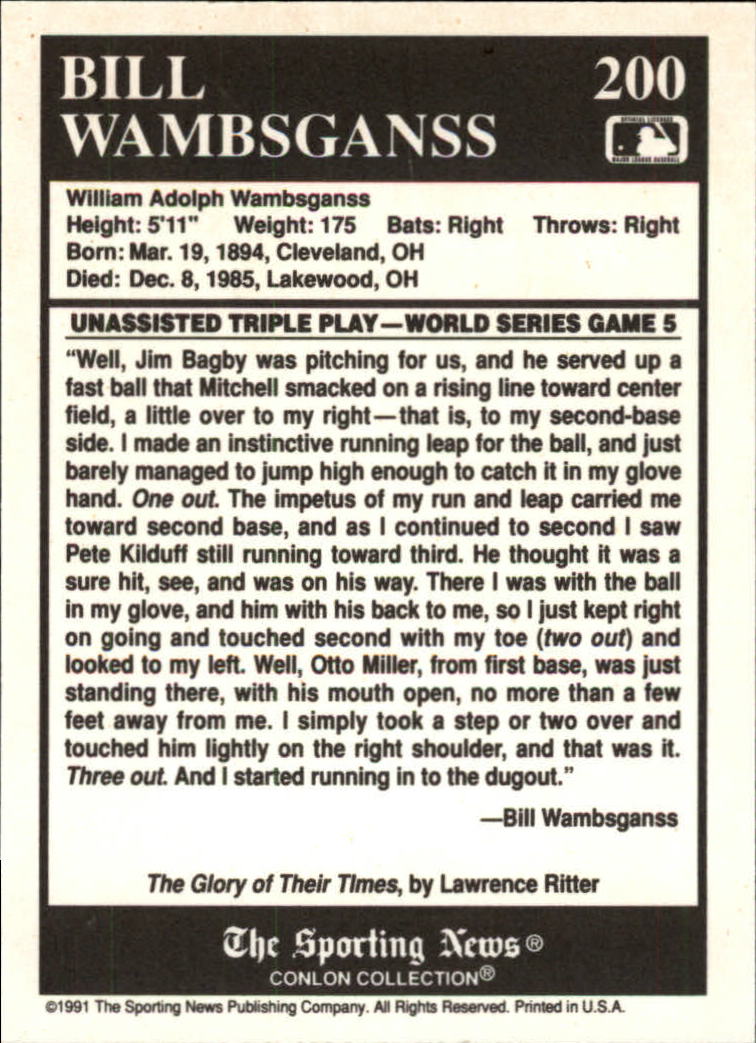 BILL 200
WAMBSGANSS
OFFICIAL LICENSEE
MAJOR LEAGUE BASEBALL
William Adolph Wambsganss
Height: 5'11" Weight: 175 Bats: Right Throws: Right
Born: Mar. 19, 1894, Cleveland, OH
Died: Dec. 8, 1985, Lakewood, OH
UNASSISTED TRIPLE PLAY—WORLD SERIES GAME 5
“Well, Jim Bagby was pitching for us, and he served up a
fast ball that Mitchell smacked on a rising line toward center
field, a little over to my right—that is, to my second-base
side. I made an instinctive running leap for the ball, and just
barely managed to jump high enough to catch it in my glove
hand. One out. The impetus of my run and leap carried me
toward second base, and as I continued to second I saw
Pete Kilduff still running toward third. He thought it was a
sure hit, see, and was on his way. There I was with the ball
in my glove, and him with his back to me, so I just kept right
on going and touched second with my toe (two out) and
looked to my left. Well, Otto Miller, from first base, was just
standing there, with his mouth open, no more than a few
feet away from me. I simply took a step or two over and
touched him lightly on the right shoulder, and that was it.
Three out. And I started running in to the dugout.”
—Bill Wambsganss
The Glory of Their TImes, by Lawrence Ritter
The Sporting News®
CONLON COLLECTION®
©1991 The Sporting News Publishing Company. All Rights Reserved. Printed in U.S.A.